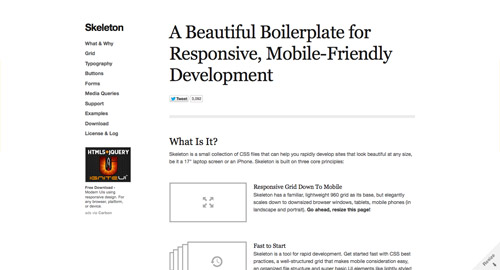 Skeleton
What & Why
Grid
Typography
Buttons
Forms
Media Queries
Support
Examples
Download
License & Log
HTML5+jQUERY
IGNITEUI
Free Download -
Modern UIs using
responsive design. For
any browser, platform,
or device.
ads via Carbon
A Beautiful Boilerplate for
Responsive, Mobile-Friendly
Development
Tweet
What Is It?
Skeleton is a small collection of CSS files that can help you rapidly develop sites that look beautiful at any size,
be it a 17" laptop screen or an iPhone. Skeleton is built on three core principles:
Responsive Grid Down To Mobile
Skeleton has a familiar, lightweight 960 grid as its base, but elegantly
scales down to downsized browser windows, tablets, mobile phones (in
landscape and portrait). Go ahead, resize this page!
Fast to Start
Skeleton is a tool for rapid development. Get started fast with CSS best
practices, a well-structured grid that makes mobile consideration easy,
an organized file structure and super basic UI elements like lightly styled